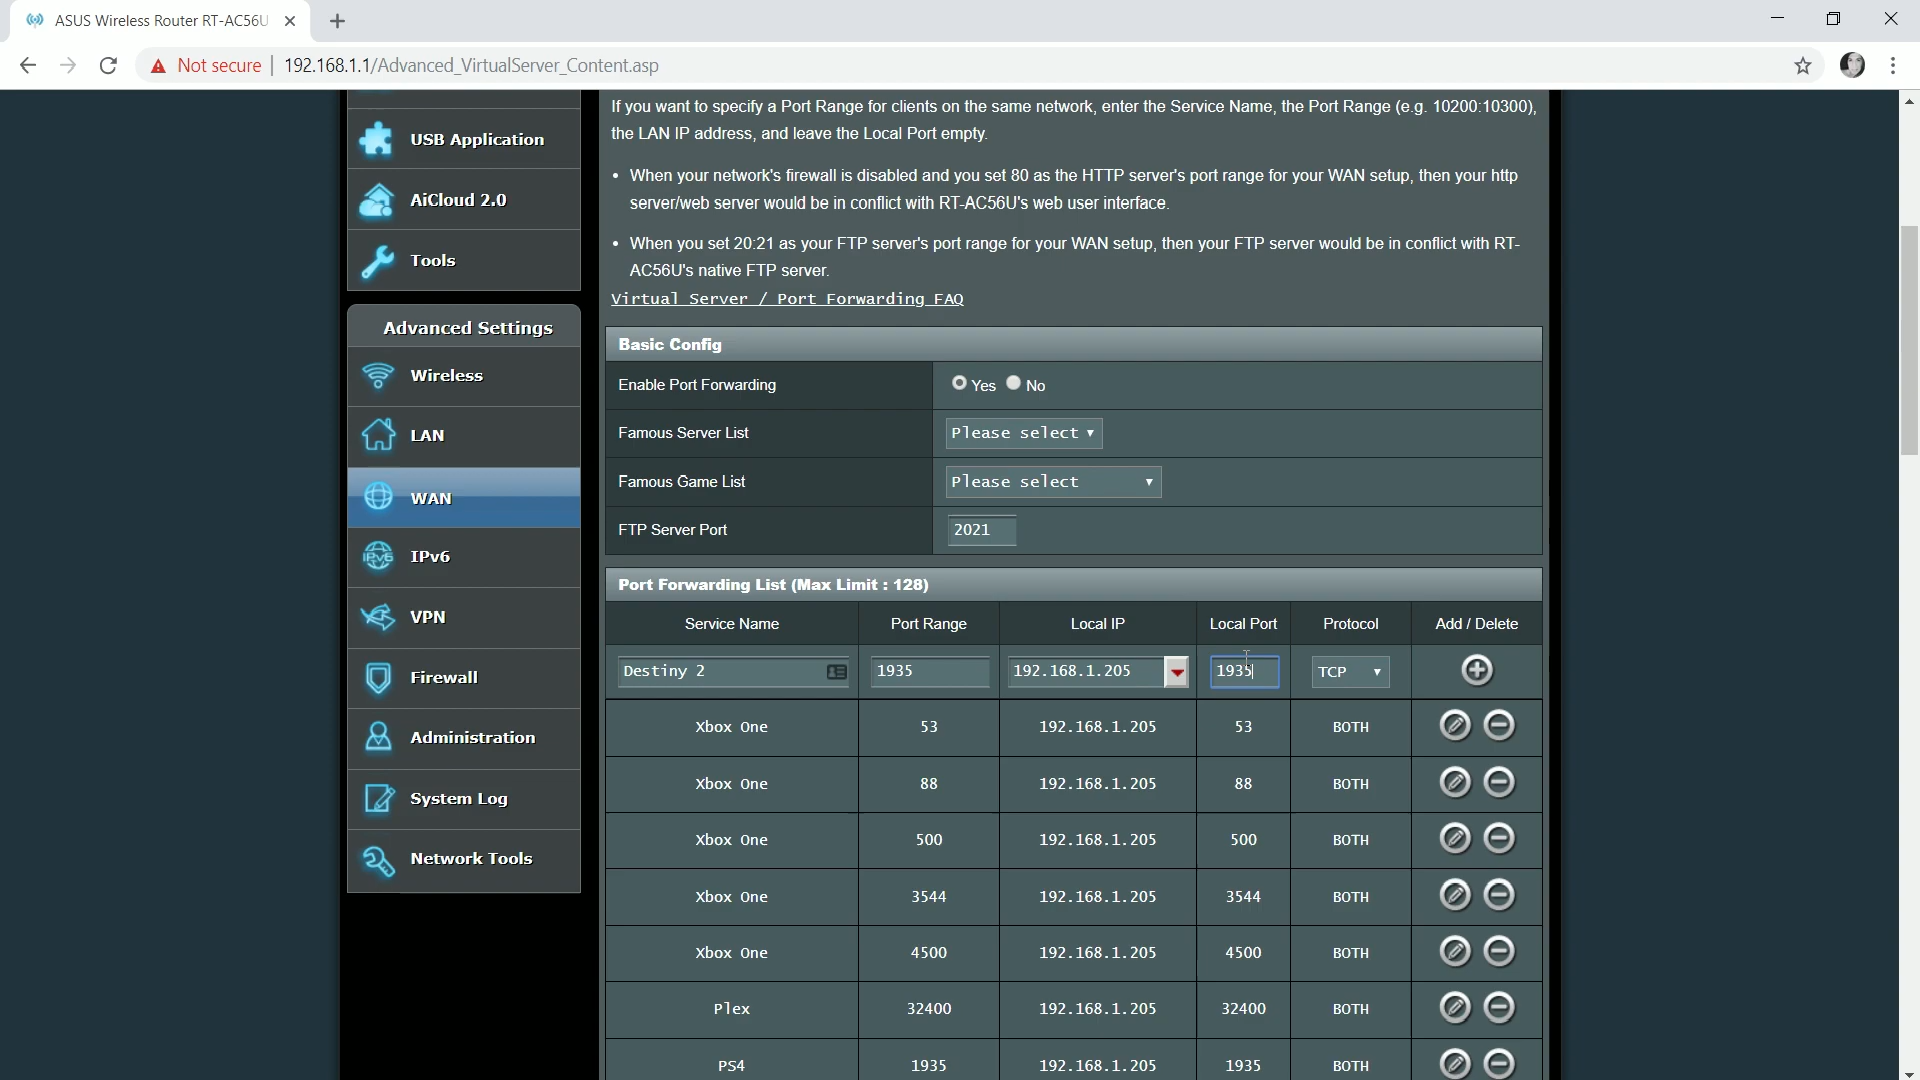 ASUS Wireless Router RT-AC56U
Not secure | 192.168.1.1/Advanced_VirtualServer_Content.asp
If you want to specify a Port Range for clients on the same network, enter the Service Name, the Port Range (e.g. 10200:10300),
the LAN IP address, and leave the Local Port empty.
• When your network's firewall is disabled and you set 80 as the HTTP server's port range for your WAN setup, then your http
server/web server would be in conflict with RT-AC56U's web user interface.
• When you set 20:21 as your FTP server's port range for your WAN setup, then your FTP server would be in conflict with RT-
AC56U's native FTP server.
Virtual Server / Port Forwarding FAQ
USB Application
AiCloud 2.0
Tools
Advanced Settings
Wireless
LAN
WAN
IPv6
IPv6
VPN
Firewall
Administration
System Log
Network Tools
Basic Config
Enable Port Forwarding Yes No
Famous Server List Please select
Famous Game List Please select
FTP Server Port 2021
Port Forwarding List (Max Limit : 128)
Service Name Port Range Local IP Local Port Protocol Add / Delete
Destiny 2 1935 192.168.1.205 1935 TCP
Xbox One 53 192.168.1.205 53 BOTH
Xbox One 88 192.168.1.205 88 BOTH
Xbox One 500 192.168.1.205 500 BOTH
Xbox One 3544 192.168.1.205 3544 BOTH
Xbox One 4500 192.168.1.205 4500 BOTH
Plex 32400 192.168.1.205 32400 BOTH
PS4 1935 192.168.1.205 1935 BOTH